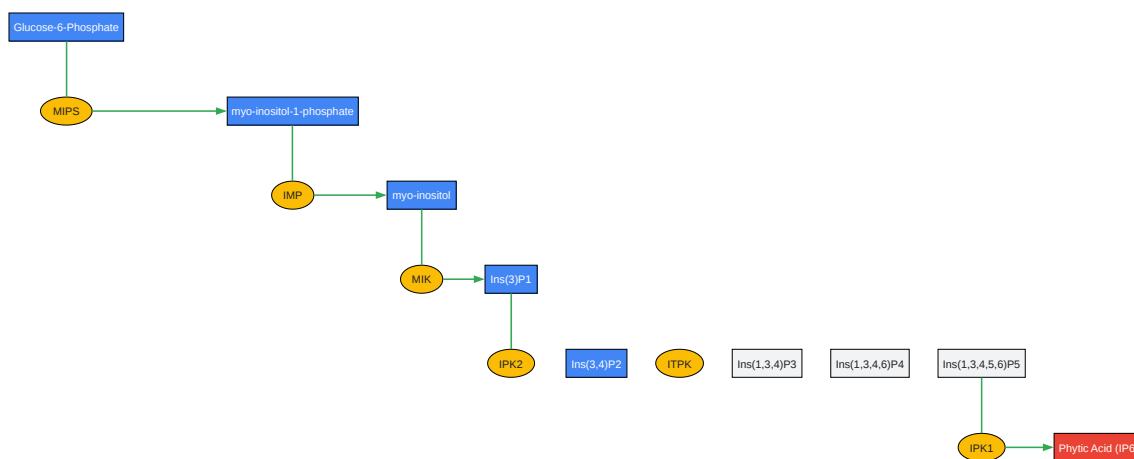 Glucose-6-Phosphate
MIPS
myo-inositol-1-phosphate
IMP
myo-inositol
MIK
Ins(3)P1
IPK2
Ins(3,4)P2
ITPK
Ins(1,3,4)P3
Ins(1,3,4,6)P4
Ins(1,3,4,5,6)P5
IPK1
Phytic Acid (IP6